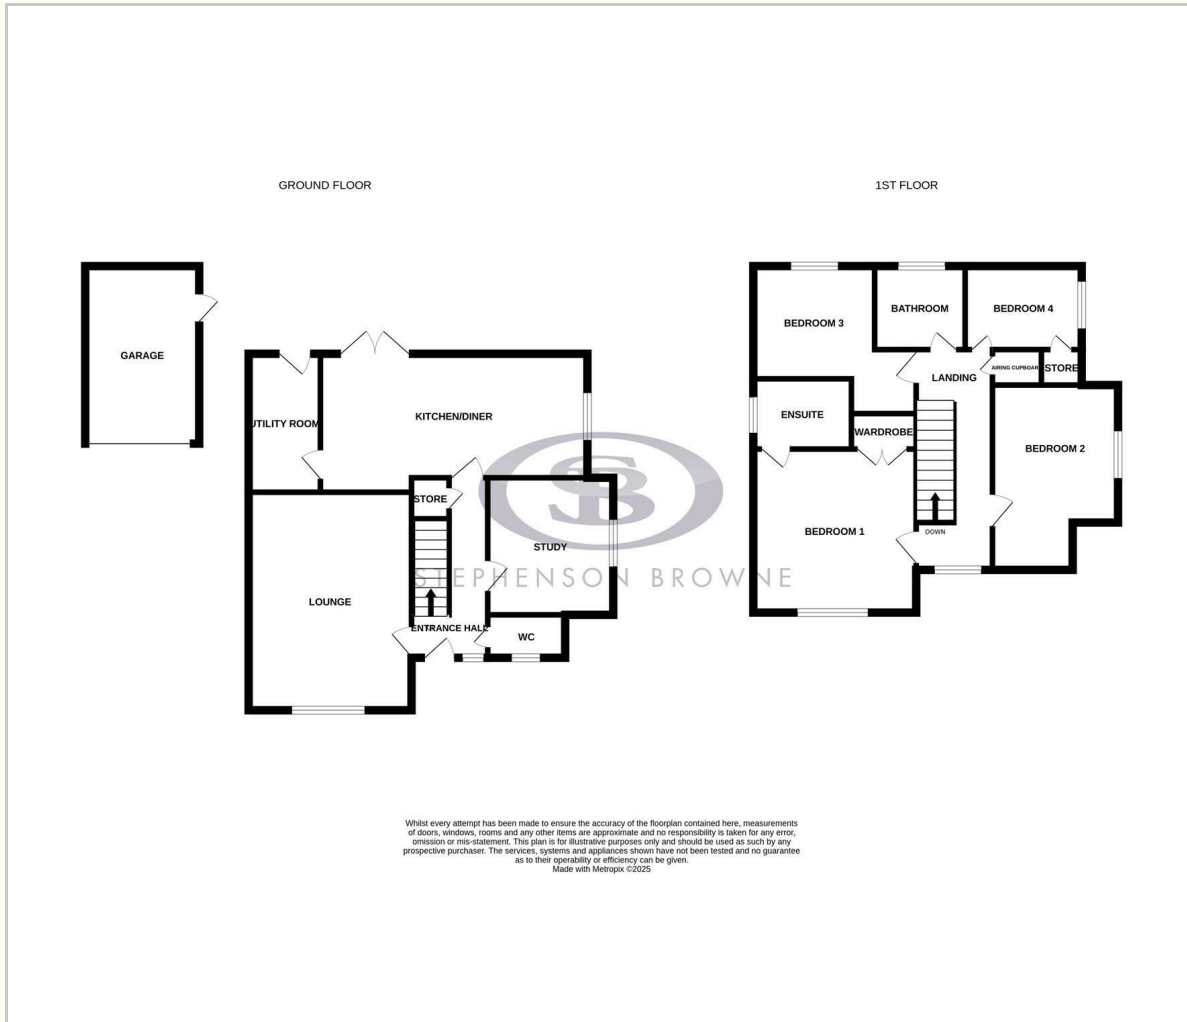 GROUND FLOOR
1ST FLOOR
GARAGE
UTILITY ROOM
KITCHEN/DINER
STORE
STUDY
LOUNGE
ENTRANCE HALL
WC
BEDROOM 3
BATHROOM
BEDROOM 4
LANDING
AIRING CUPBOARD
STORE
ENSUITE
WARDROBE
BEDROOM 2
BEDROOM 1
DOWN
SB
STEPHENSON BROWNE
Whilst every attempt has been made to ensure the accuracy of the floorplan contained here, measurements
of doors, windows, rooms and any other items are approximate and no responsibility is taken for any error,
omission or mis-statement. This plan is for illustrative purposes only and should be used as such by any
prospective purchaser. The services, systems and appliances shown have not been tested and no guarantee
as to their operability or efficiency can be given.
Made with Metropix ©2025